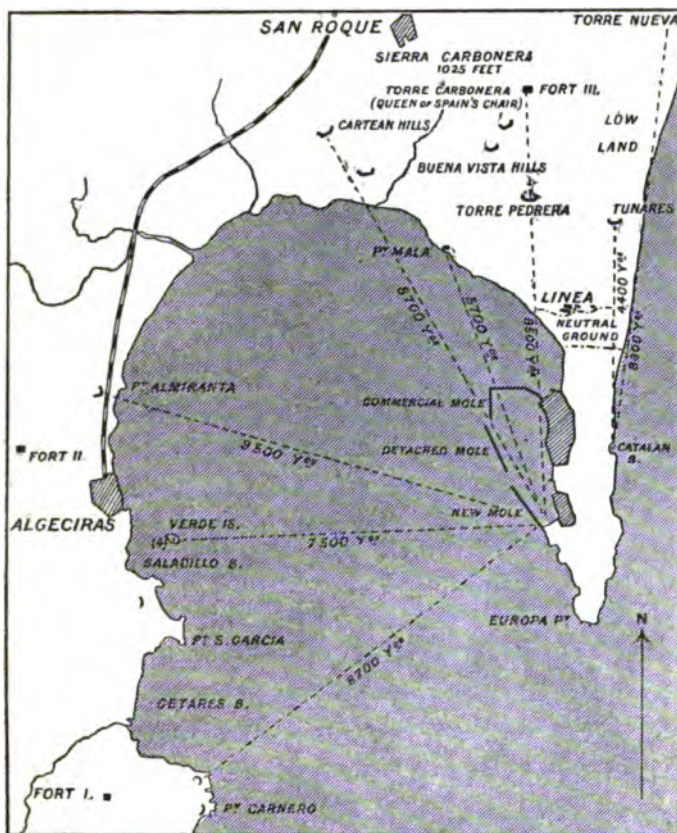 SAN ROQUE
TORRE NUEVA
SIERRA CARBONERA
1025 FEET
TORRE CARBONERA
(QUEEN OF SPAIN'S CHAIR)
FORT III.
CARTEAN HILLS
LOW
LAND
BUENA VISTA HILLS
TORRE PEDRERA
TUNARES
PT MALA
8700 Yds
5700 Yds
8500 Yds
4400 Yds
8300 Yds
LINEA
NEUTRAL
GROUND
PT ALMIRANTA
COMMERCIAL MOLE
9500 Yds
DETACHED MOLE
CATALAN
B.
FORT II
ALGECIRAS
NEW MOLE
VERDE IS.
7500 Yds
SALADILLO B.
EUROPA PT
N
PT S. GARCIA
8700 Yds
GETARES B.
FORT I.
PT CARNERO